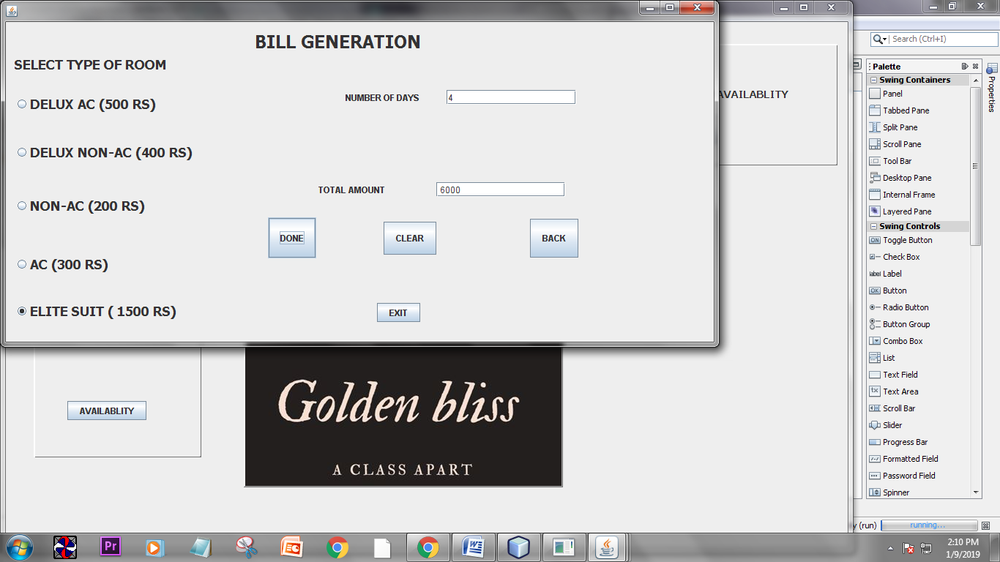 BILL GENERATION
SELECT TYPE OF ROOM
DELUX AC (500 RS)
NUMBER OF DAYS
4
DELUX NON-AC (400 RS)
TOTAL AMOUNT
6000
NON-AC (200 RS)
DONE
CLEAR
BACK
AC (300 RS)
ELITE SUIT ( 1500 RS)
EXIT
AVAILABLITY
AVAILABLITY
Golden bliss
A CLASS APART
Search (Ctrl+I)
Palette
Properties
Swing Containers
Panel
Tabbed Pane
Split Pane
Scroll Pane
Tool Bar
Desktop Pane
Internal Frame
Layered Pane
Swing Controls
ON Toggle Button
Check Box
label Label
OK Button
Radio Button
Button Group
Combo Box
List
Text Field
tx Text Area
Scroll Bar
Slider
Progress Bar
Formatted Field
Password Field
Spinner
(run)
running...
Pr
W
2:10 PM
1/9/2019